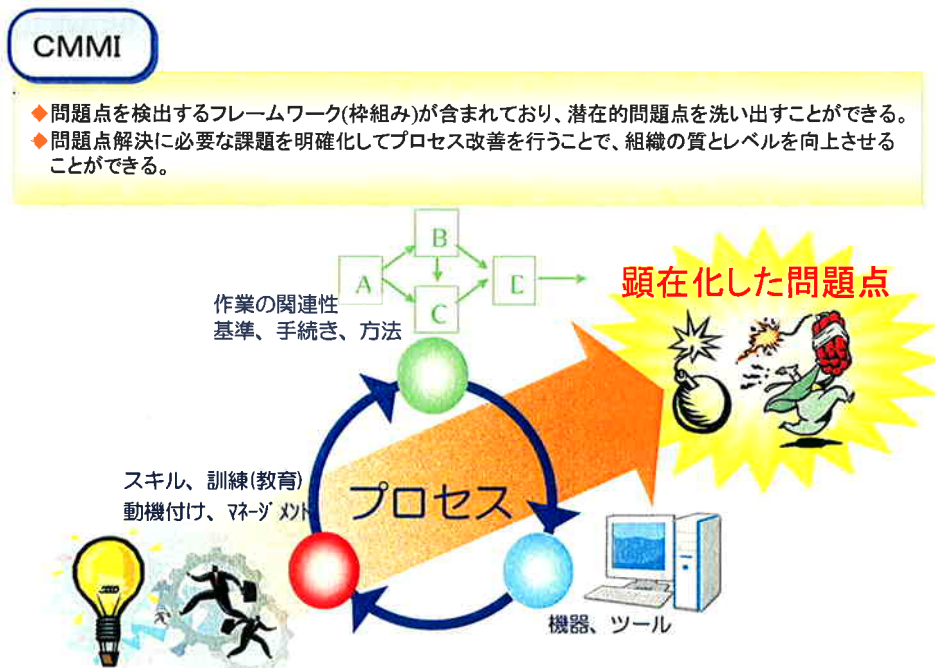 CMMI
◆問題点を検出するフレームワーク(枠組み)が含まれており、潜在的問題点を洗い出すことができる。
◆問題点解決に必要な課題を明確化してプロセス改善を行うことで、組織の質とレベルを向上させる
ことができる。
B
A
C
顕在化した問題点
作業の関連性
基準、手続き、方法
スキル、訓練(教育)
動機付け、マネージメント
プロセス
機器、ツール